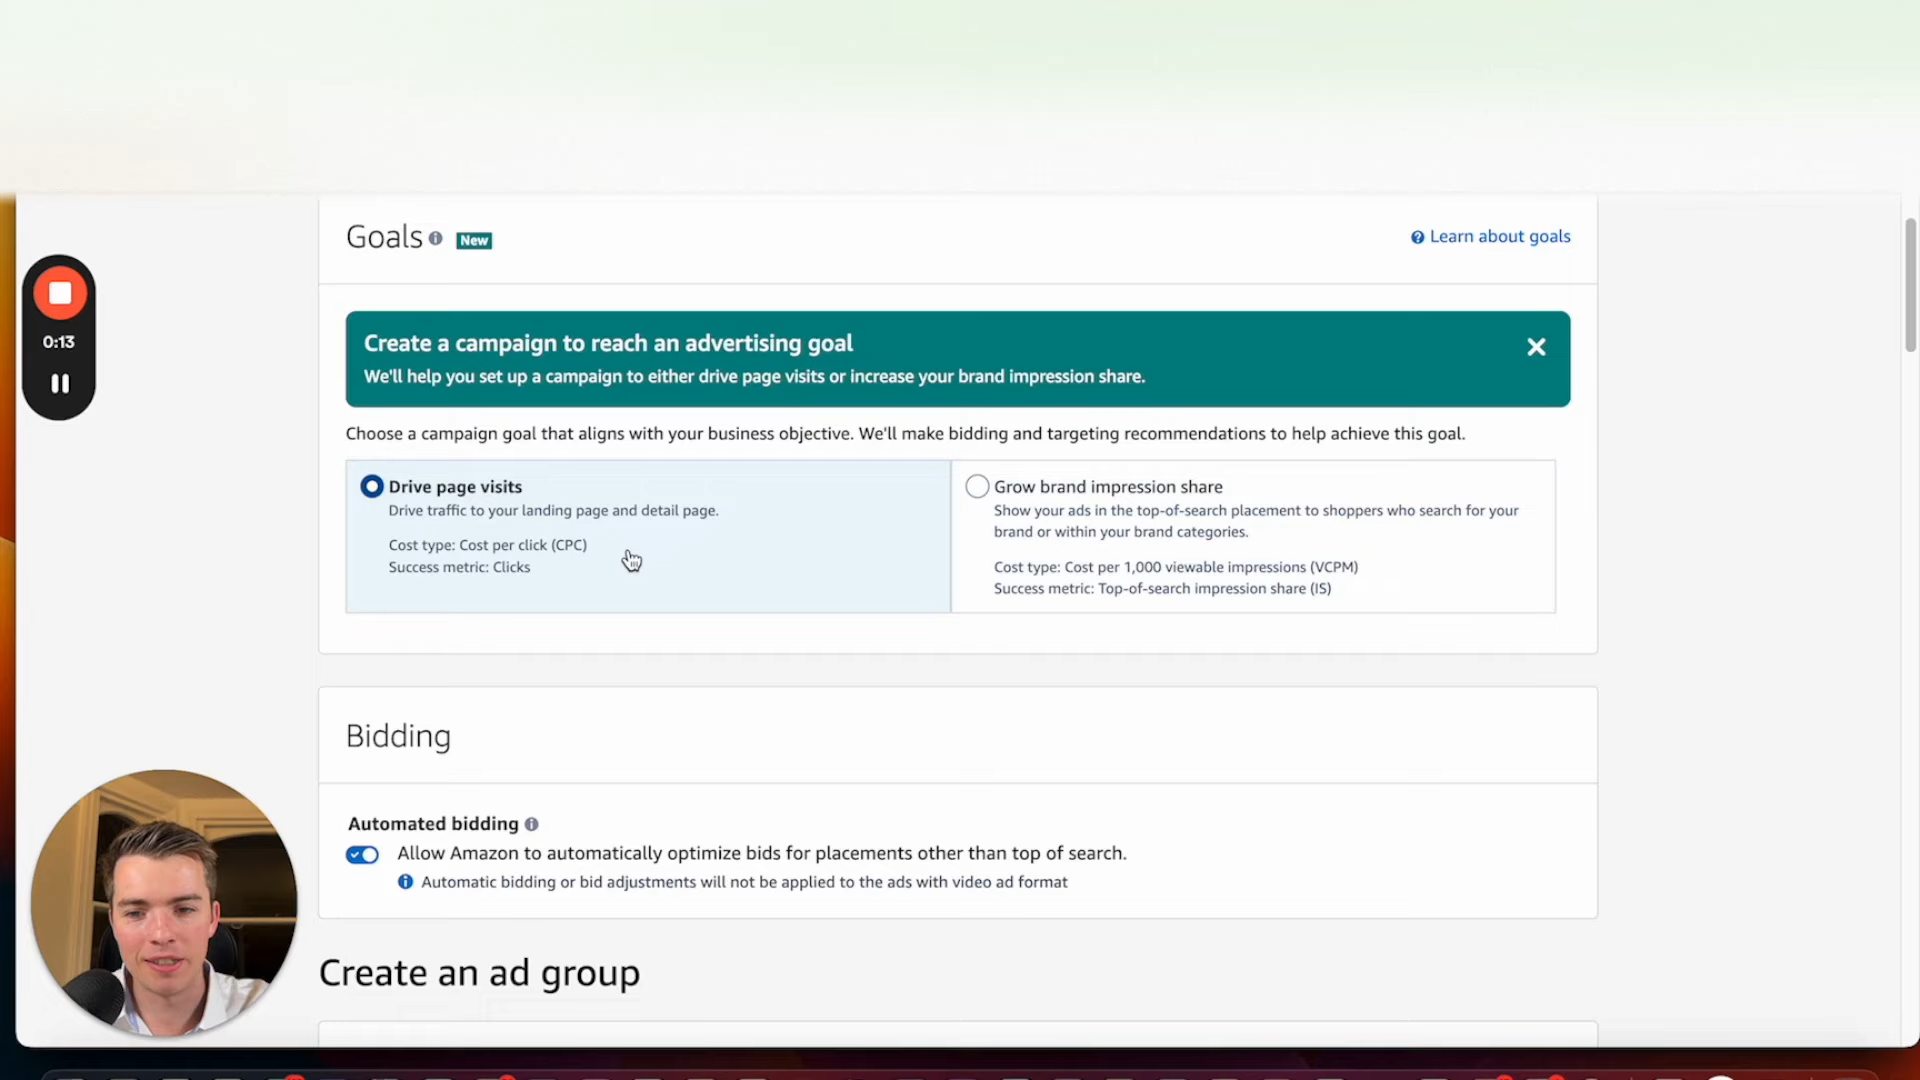 Goals New
Learn about goals
0:13
Create a campaign to reach an advertising goal
We'll help you set up a campaign to either drive page visits or increase your brand impression share.
Choose a campaign goal that aligns with your business objective. We'll make bidding and targeting recommendations to help achieve this goal.
Drive page visits
Drive traffic to your landing page and detail page.
Cost type: Cost per click (CPC)
Success metric: Clicks
Grow brand impression share
Show your ads in the top-of-search placement to shoppers who search for your
brand or within your brand categories.
Cost type: Cost per 1,000 viewable impressions (VCPM)
Success metric: Top-of-search impression share (IS)
Bidding
Automated bidding
Allow Amazon to automatically optimize bids for placements other than top of search.
Automatic bidding or bid adjustments will not be applied to the ads with video ad format
Create an ad group